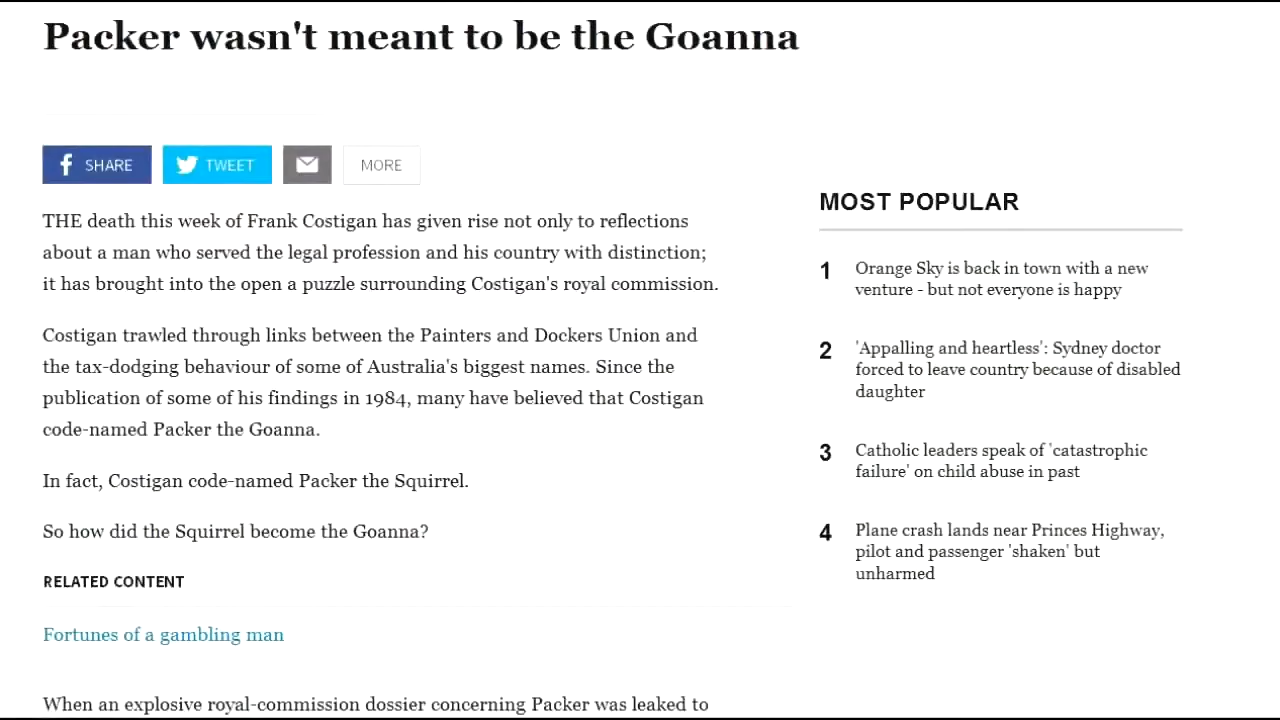 Packer wasn't meant to be the Goanna
SHARE
TWEET
MORE
THE death this week of Frank Costigan has given rise not only to reflections
about a man who served the legal profession and his country with distinction;
it has brought into the open a puzzle surrounding Costigan's royal commission.
Costigan trawled through links between the Painters and Dockers Union and
the tax-dodging behaviour of some of Australia's biggest names. Since the
publication of some of his findings in 1984, many have believed that Costigan
code-named Packer the Goanna.
In fact, Costigan code-named Packer the Squirrel.
So how did the Squirrel become the Goanna?
RELATED CONTENT
Fortunes of a gambling man
When an explosive royal-commission dossier concerning Packer was leaked to
MOST POPULAR
1 Orange Sky is back in town with a new
venture - but not everyone is happy
2 'Appalling and heartless': Sydney doctor
forced to leave country because of disabled
daughter
3 Catholic leaders speak of 'catastrophic
failure' on child abuse in past
4 Plane crash lands near Princes Highway,
pilot and passenger 'shaken' but
unharmed